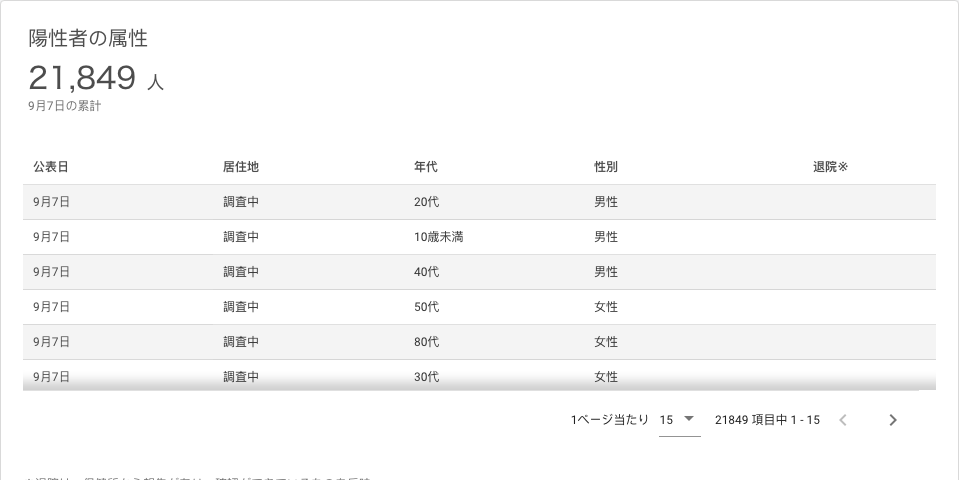 陽性者の属性
21,849 人
9月7日の累計
公表日 居住地 年代 性別 退院※
9月7日 調査中 20代 男性
9月7日 調査中 10歳未満 男性
9月7日 調査中 40代 男性
9月7日 調査中 50代 女性
9月7日 調査中 80代 女性
9月7日 調査中 30代 女性
1ページ当たり 15 21849 項目中 1 - 15